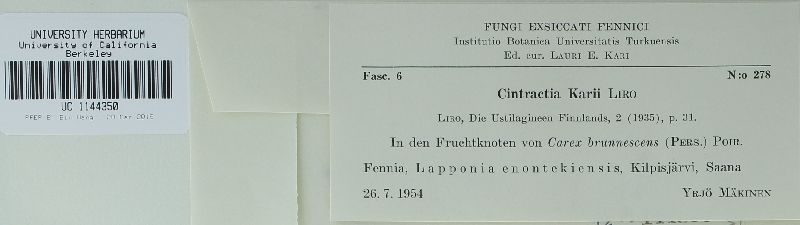 UNIVERSITY HERBARIUM
University of California
Berkeley
UC 1144350
FUNGI EXSICCATI FENNICI
Institutio Botanica Universitatis Turkuensis
Ed. cur. LAURI E. KARI
Fasc. 6 N:o 278
Cintractia Karii LIRO
LIRO, Die Ustilagineen Finnlands, 2 (1935), p. 31.
In den Fruchtknoten von Carex brunnescens (PERS.) POIR.
Fennia, Lapponia enontekiensis, Kilpisjärvi, Saana
26. 7. 1954 YRJÖ MÄKINEN